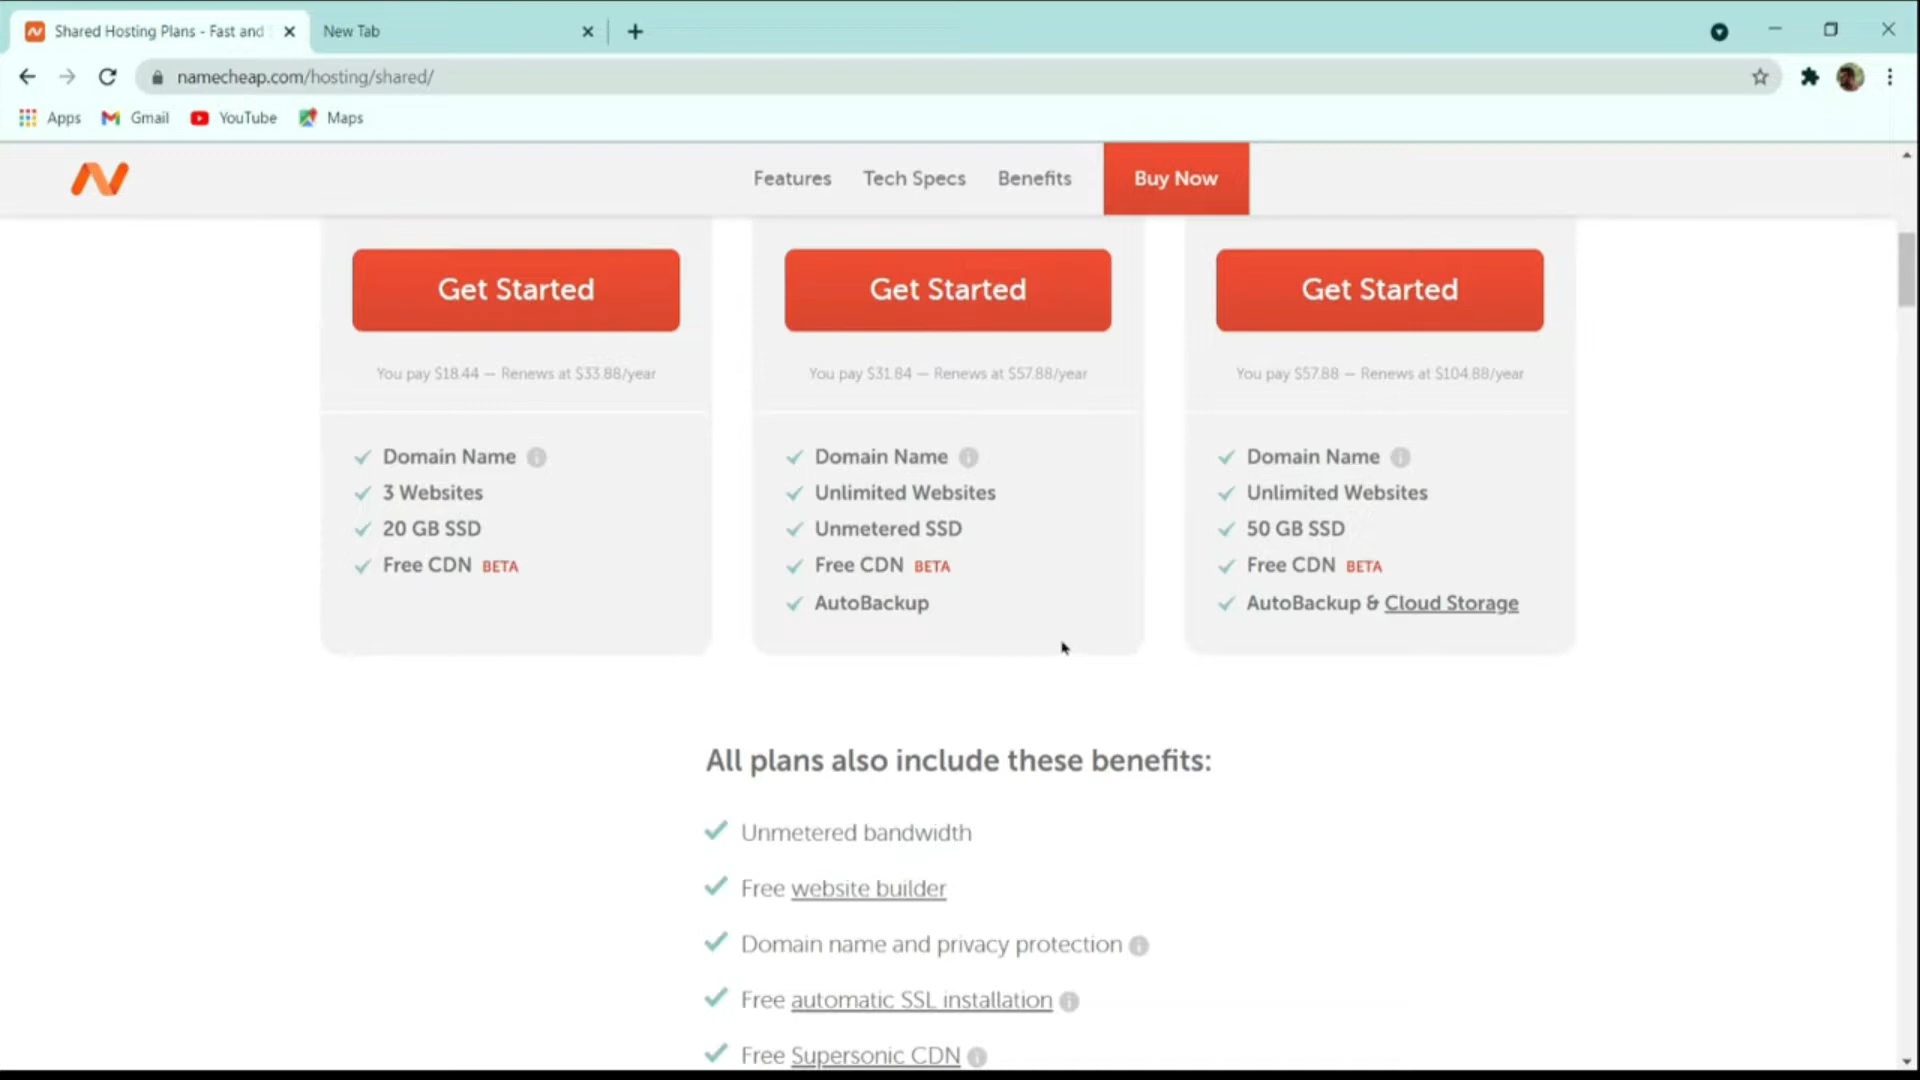 Shared Hosting Plans - Fast and
New Tab
namecheap.com/hosting/shared/
Apps
Gmail
YouTube
Maps
Features
Tech Specs
Benefits
Buy Now
Get Started
You pay $18.44 — Renews at $33.88/year
Domain Name
3 Websites
20 GB SSD
Free CDN BETA
Get Started
You pay $31.84 — Renews at $57.88/year
Domain Name
Unlimited Websites
Unmetered SSD
Free CDN BETA
AutoBackup
Get Started
You pay $57.88 — Renews at $104.88/year
Domain Name
Unlimited Websites
50 GB SSD
Free CDN BETA
AutoBackup & Cloud Storage
All plans also include these benefits:
Unmetered bandwidth
Free website builder
Domain name and privacy protection
Free automatic SSL installation
Free Supersonic CDN